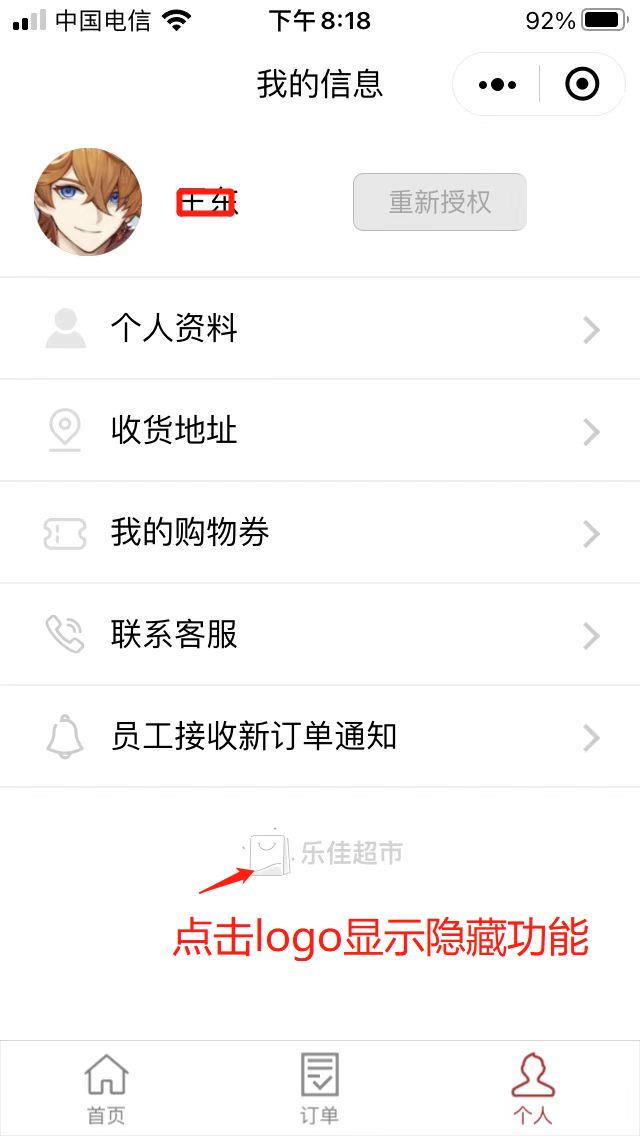 中国电信
下午8:18
92%
我的信息
重新授权
个人资料
收货地址
我的购物券
联系客服
员工接收新订单通知
乐佳超市
点击logo显示隐藏功能
首页
订单
个人